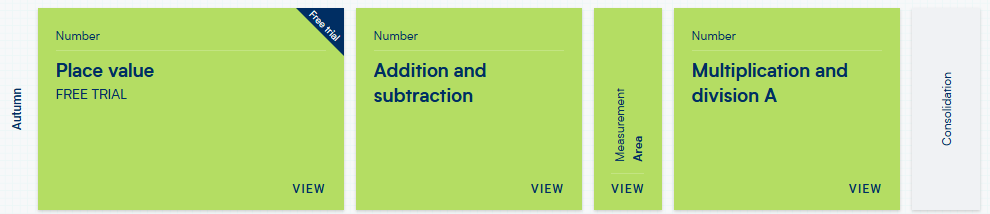 Autumn
Number
Free trial
Place value
FREE TRIAL
VIEW
Number
Addition and
subtraction
VIEW
Measurement
Area
VIEW
Number
Multiplication and
division A
VIEW
Consolidation